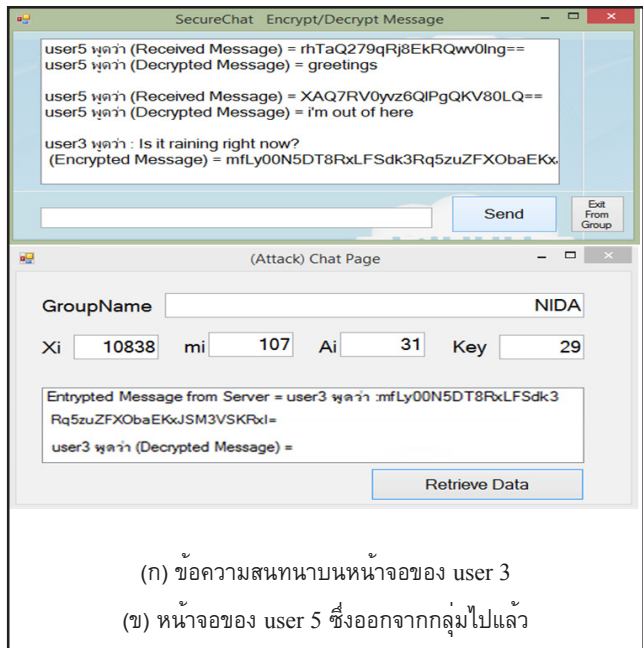 SecureChat Encrypt/Decrypt Message
user5 พูดว่า (Received Message) = rhTaQ279qRj8EkRQwv0lng==
user5 พูดว่า (Decrypted Message) = greetings
user5 พูดว่า (Received Message) = XAQ7RV0yvz6QlPgQKV80LQ==
user5 พูดว่า (Decrypted Message) = i'm out of here
user3 พูดว่า : Is it raining right now?
(Encrypted Message) = mfLy00N5DT8RxLFSdk3Rq5zuZFXObaEKx
Send
Exit
From
Group
(Attack) Chat Page
GroupName NIDA
Xi 10838 mi 107 Ai 31 Key 29
Entrypted Message from Server = user3 พูดว่า :mfLy00N5DT8RxLFSdk3
Rq5zuZFXObaEKxJSM3VSKRxI=
user3 พูดว่า (Decrypted Message) =
Retrieve Data
(ก) ข้อความสนทนาบนหน้าจอของ user 3
(ข) หน้าจอของ user 5 ซึ่งออกจากกลุ่มไปแล้ว